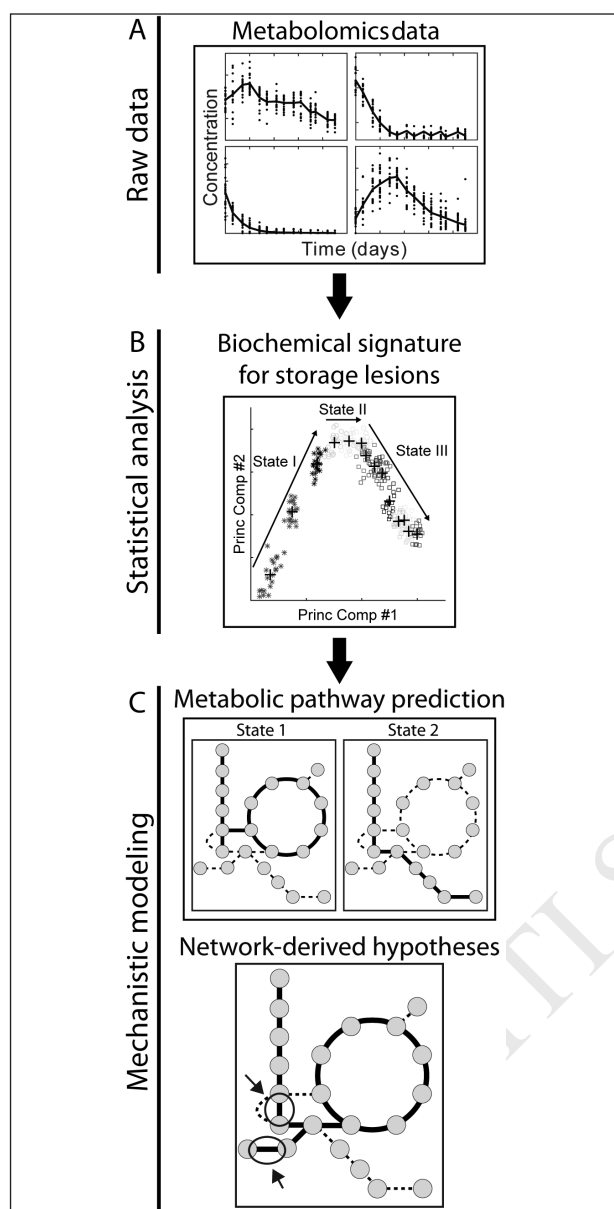 A
Metabolomics data
Raw data
Concentration
Time (days)
B
Biochemical signature
for storage lesions
Statistical analysis
State I
State II
State III
Princ Comp #2
Princ Comp #1
C
Metabolic pathway prediction
Mechanistic modeling
State 1
State 2
Network-derived hypotheses